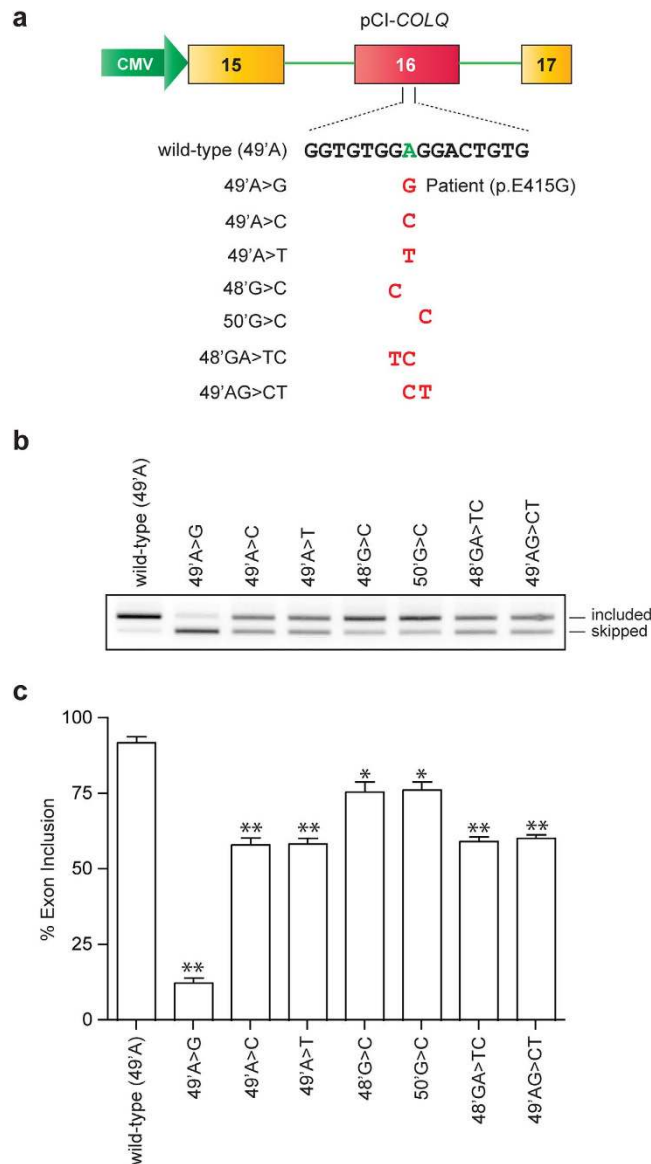 a
pCI-COLQ
CMV 15 16 17
wild-type (49'A) GGTGTGGAGGACTGTG
49'A>G G Patient (p.E415G)
49'A>C C
49'A>T T
48'G>C C
50'G>C C
48'GA>TC TC
49'AG>CT CT
b
wild-type (49'A)
49'A>G
49'A>C
49'A>T
48'G>C
50'G>C
48'GA>TC
49'AG>CT
included
skipped
c
% Exon Inclusion
100
75
50
25
0
**
**
**
*
*
**
**
wild-type (49'A)
49'A>G
49'A>C
49'A>T
48'G>C
50'G>C
48'GA>TC
49'AG>CT